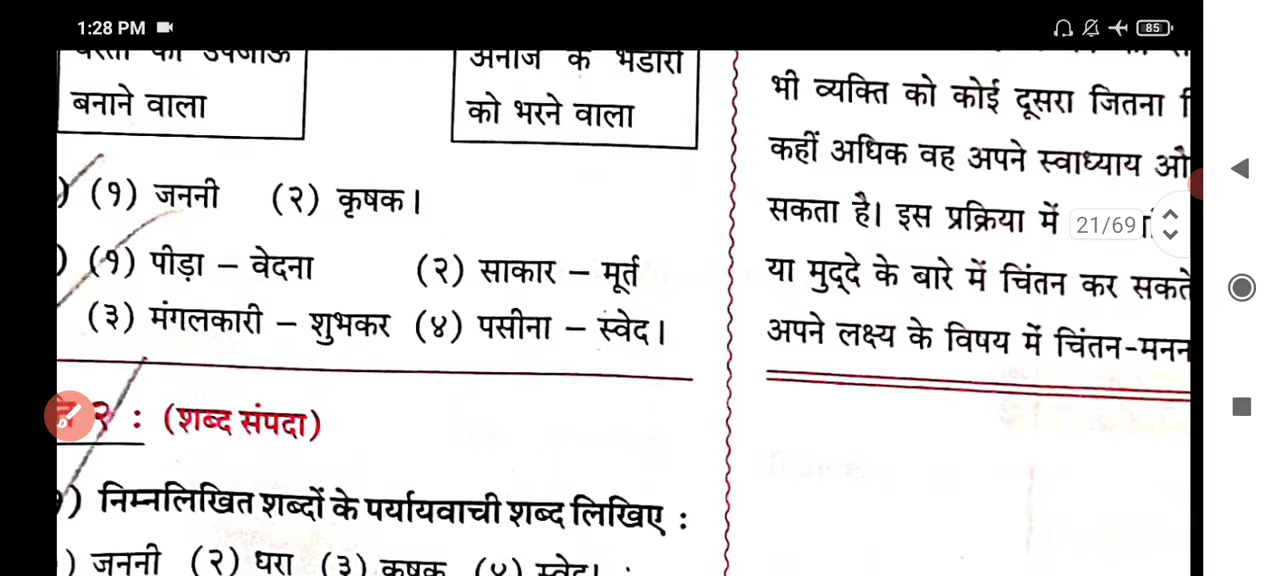 1:28 PM
85
बनाने वाला
अनाज के भंडारों
को भरने वाला
) (१) जननी (२) कृषक।
) (१) पीड़ा – वेदना (२) साकार – मूर्त
(३) मंगलकारी – शुभकर (४) पसीना – स्वेद।
२ : (शब्द संपदा)
) निम्नलिखित शब्दों के पर्यायवाची शब्द लिखिए :
) जननी (२) धरा (३) कृषक (४) स्वेद।
भी व्यक्ति को कोई दूसरा जितना
कहीं अधिक वह अपने स्वाध्याय
सकता है। इस प्रक्रिया में
या मुद्दे के बारे में चिंतन कर सकते
अपने लक्ष्य के विषय में चिंतन-मनन
21/69